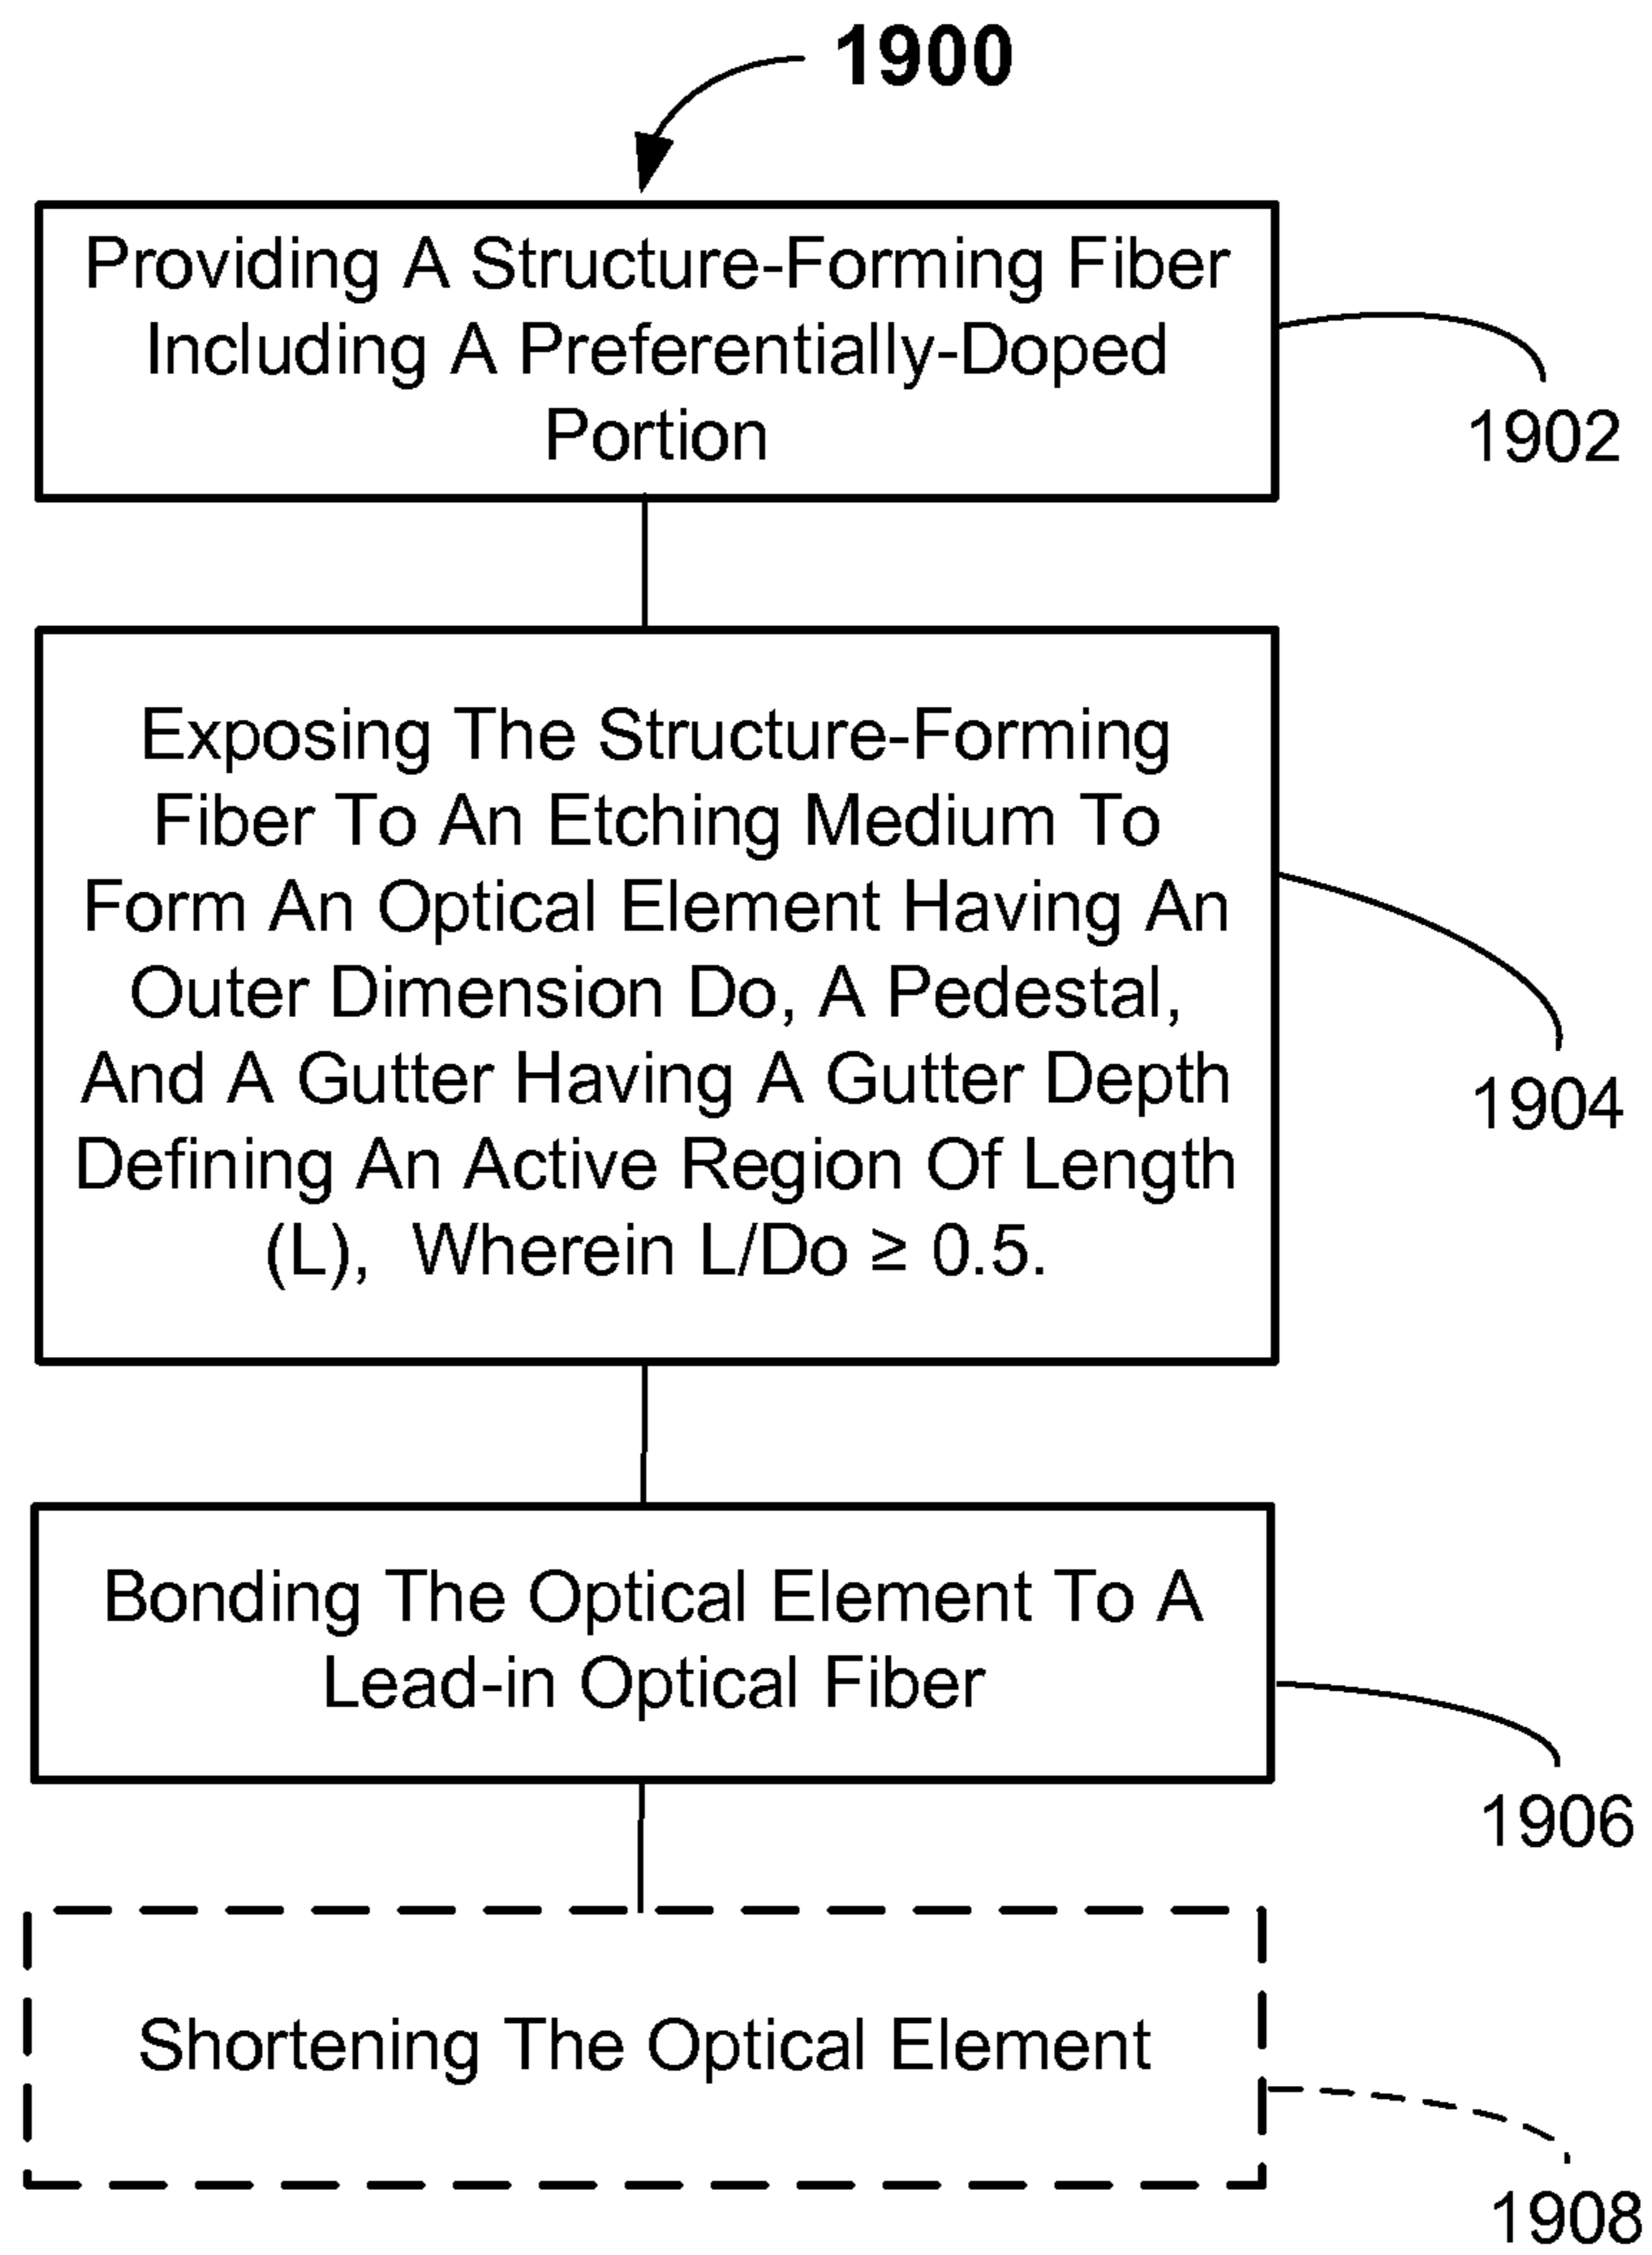 1900
Providing A Structure-Forming Fiber
Including A Preferentially-Doped
Portion
1902
Exposing The Structure-Forming
Fiber To An Etching Medium To
Form An Optical Element Having An
Outer Dimension Do, A Pedestal,
And A Gutter Having A Gutter Depth
Defining An Active Region Of Length
(L), Wherein L/Do ≥ 0.5.
1904
Bonding The Optical Element To A
Lead-in Optical Fiber
1906
Shortening The Optical Element
1908